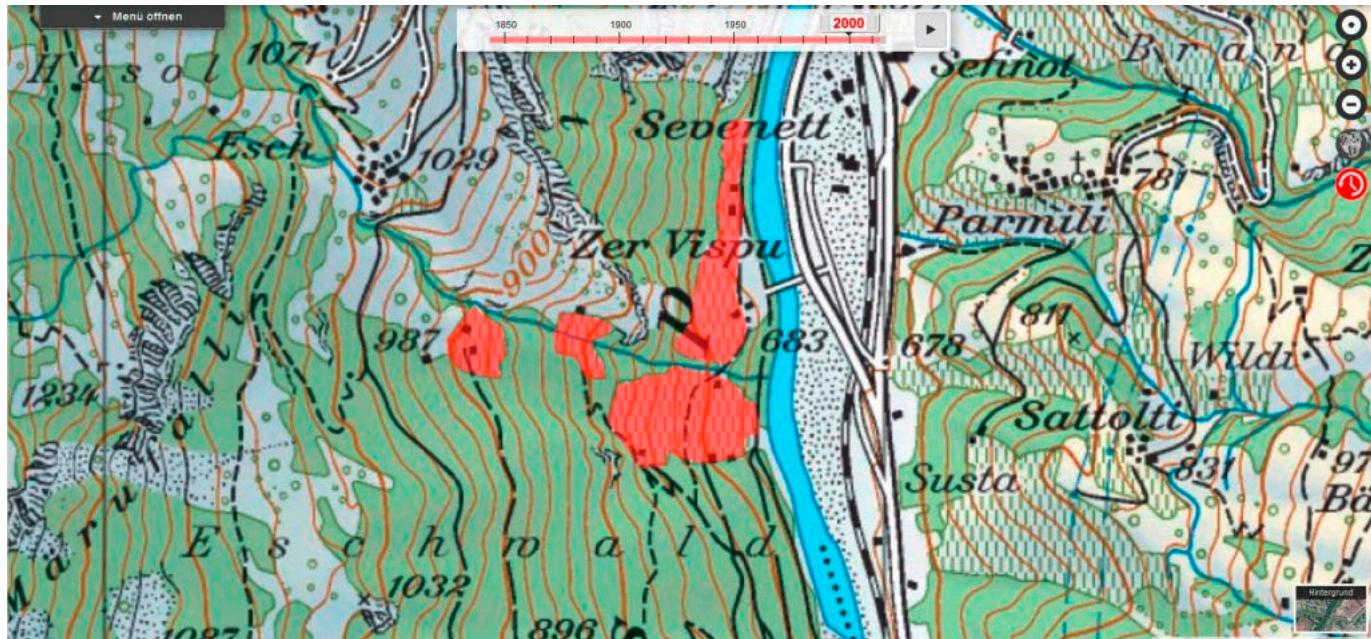 Menü öffnen
1850 1900 1950 2000
Hasol
1071
Sefinot
Brand
Esch
1029
Sevenett
781
Parmili
Zer Vispu
900
987
683
678
811
Wildi
1234
Sattolti
831
Susta
Eschwald
1032
896
1087
Hintergrund